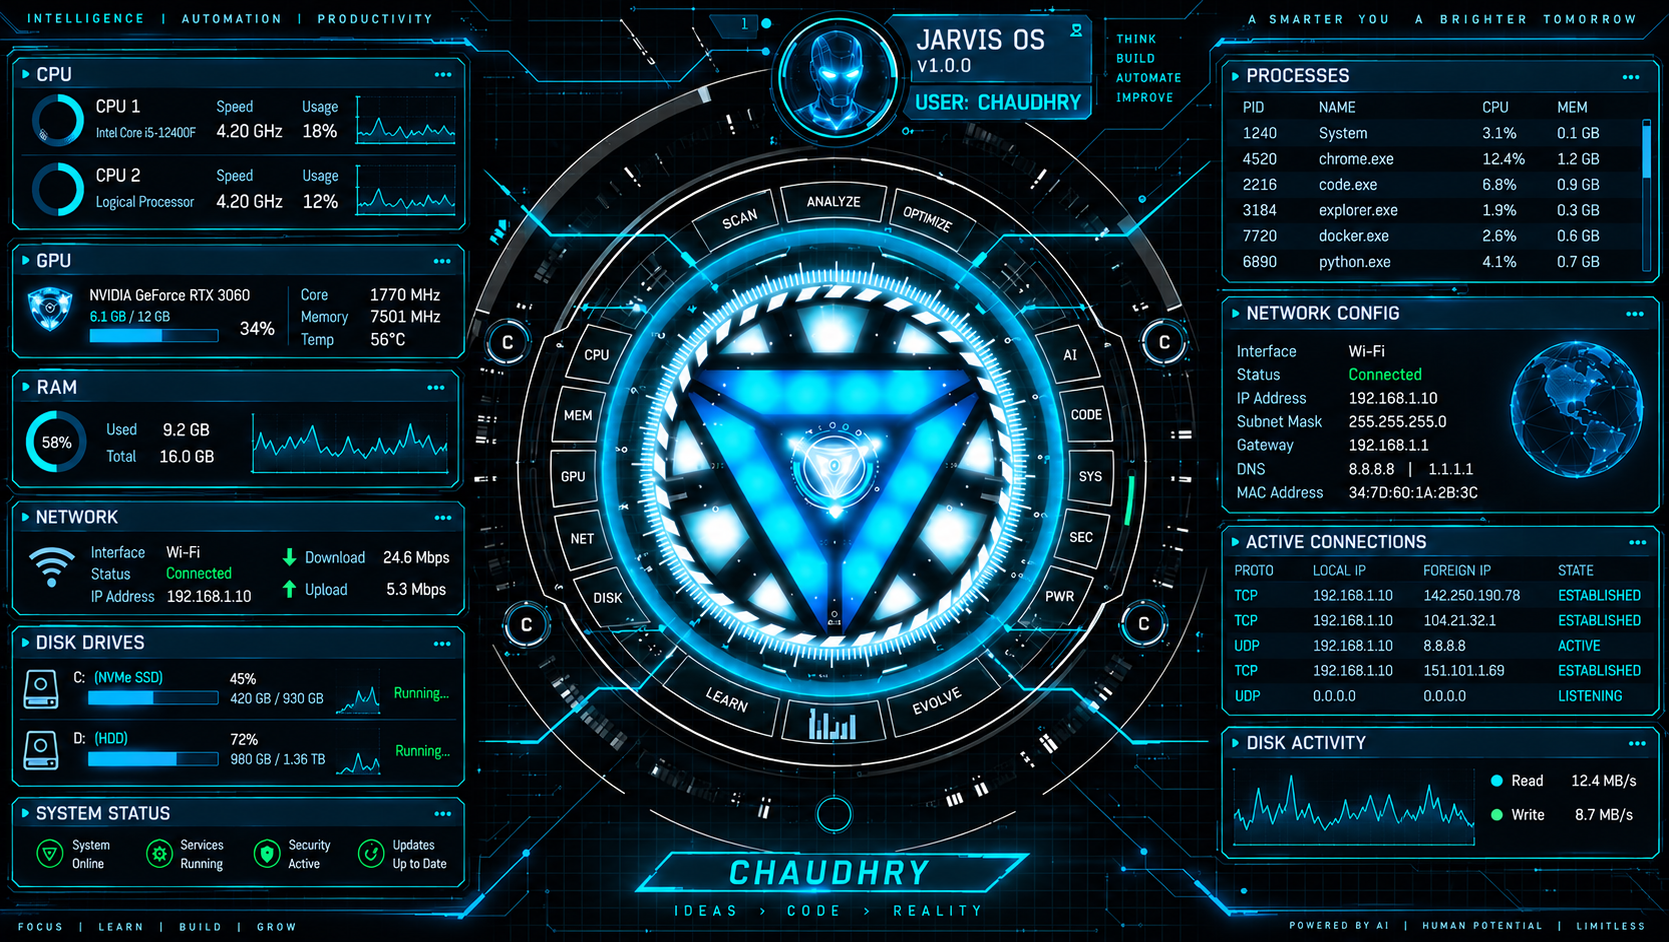 INTELLIGENCE | AUTOMATION | PRODUCTIVITY
1
JARVIS OS
v1.0.0
USER: CHAUDHRY
THINK
BUILD
AUTOMATE
IMPROVE
A SMARTER YOU A BRIGHTER TOMORROW
CPU
CPU 1 Speed Usage
Intel Core i5-12400F 4.20 GHz 18%
CPU 2 Speed Usage
Logical Processor 4.20 GHz 12%
GPU
NVIDIA GeForce RTX 3060
6.1 GB / 12 GB
34%
Core 1770 MHz
Memory 7501 MHz
Temp 56°C
RAM
58%
Used 9.2 GB
Total 16.0 GB
NETWORK
Interface Wi-Fi
Status Connected
IP Address 192.168.1.10
Download 24.6 Mbps
Upload 5.3 Mbps
DISK DRIVES
C: (NVMe SSD) 45%
420 GB / 930 GB
Running...
D: (HDD) 72%
980 GB / 1.36 TB
Running...
SYSTEM STATUS
System Online
Services Running
Security Active
Updates Up to Date
FOCUS | LEARN | BUILD | GROW
SCAN
ANALYZE
OPTIMIZE
C
C
CPU
MEM
GPU
NET
DISK
AI
CODE
SYS
SEC
PWR
C
C
LEARN
EVOLVE
CHAUDHRY
IDEAS > CODE > REALITY
PROCESSES
PID NAME CPU MEM
1240 System 3.1% 0.1 GB
4520 chrome.exe 12.4% 1.2 GB
2216 code.exe 6.8% 0.9 GB
3184 explorer.exe 1.9% 0.3 GB
7720 docker.exe 2.6% 0.6 GB
6890 python.exe 4.1% 0.7 GB
NETWORK CONFIG
Interface Wi-Fi
Status Connected
IP Address 192.168.1.10
Subnet Mask 255.255.255.0
Gateway 192.168.1.1
DNS 8.8.8.8 | 1.1.1.1
MAC Address 34:7D:60:1A:2B:3C
ACTIVE CONNECTIONS
PROTO LOCAL IP FOREIGN IP STATE
TCP 192.168.1.10 142.250.190.78 ESTABLISHED
TCP 192.168.1.10 104.21.32.1 ESTABLISHED
UDP 192.168.1.10 8.8.8.8 ACTIVE
TCP 192.168.1.10 151.101.1.69 ESTABLISHED
UDP 0.0.0.0 0.0.0.0 LISTENING
DISK ACTIVITY
Read 12.4 MB/s
Write 8.7 MB/s
POWERED BY AI | HUMAN POTENTIAL | LIMITLESS